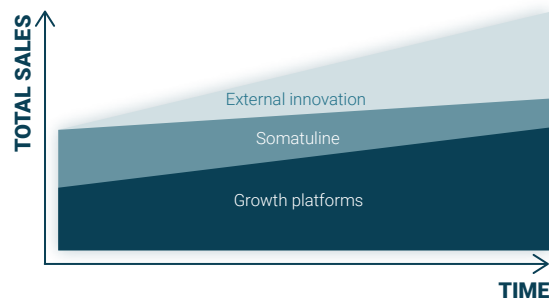 TOTAL SALES
External innovation
Somatuline
Growth platforms
TIME